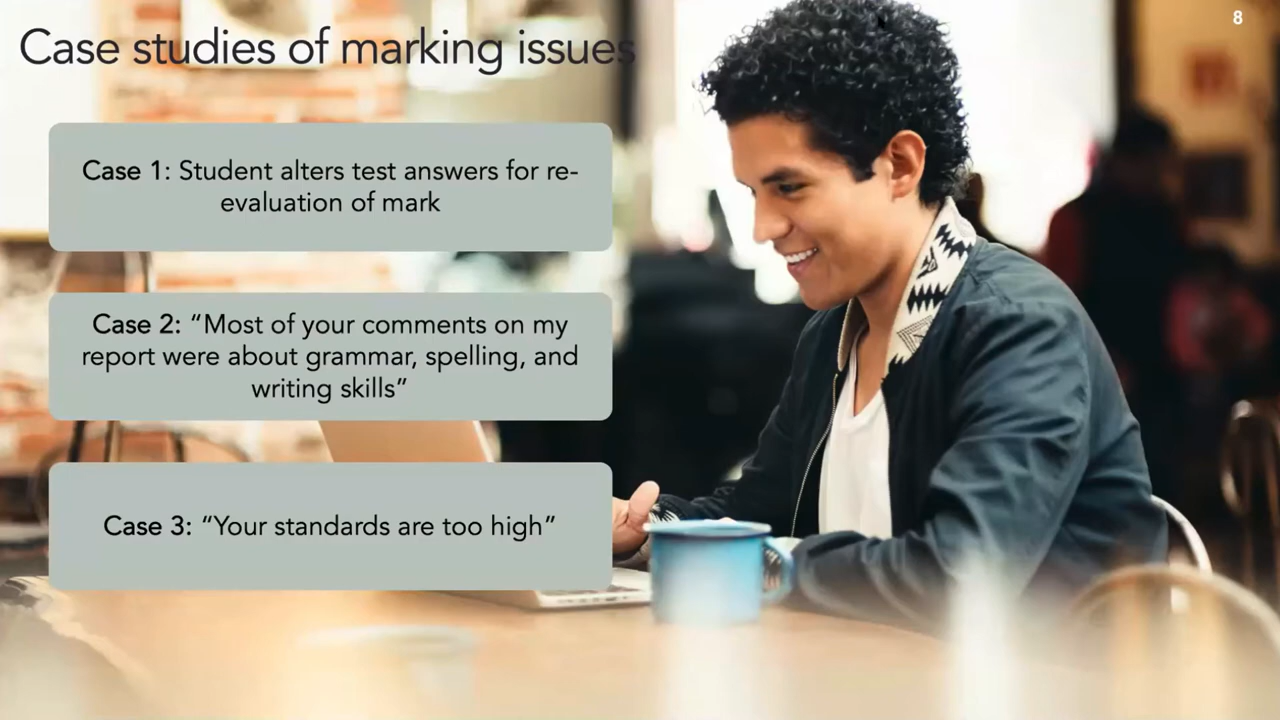 8
Case studies of marking issues
Case 1: Student alters test answers for re-
evaluation of mark
Case 2: “Most of your comments on my
report were about grammar, spelling, and
writing skills”
Case 3: “Your standards are too high”